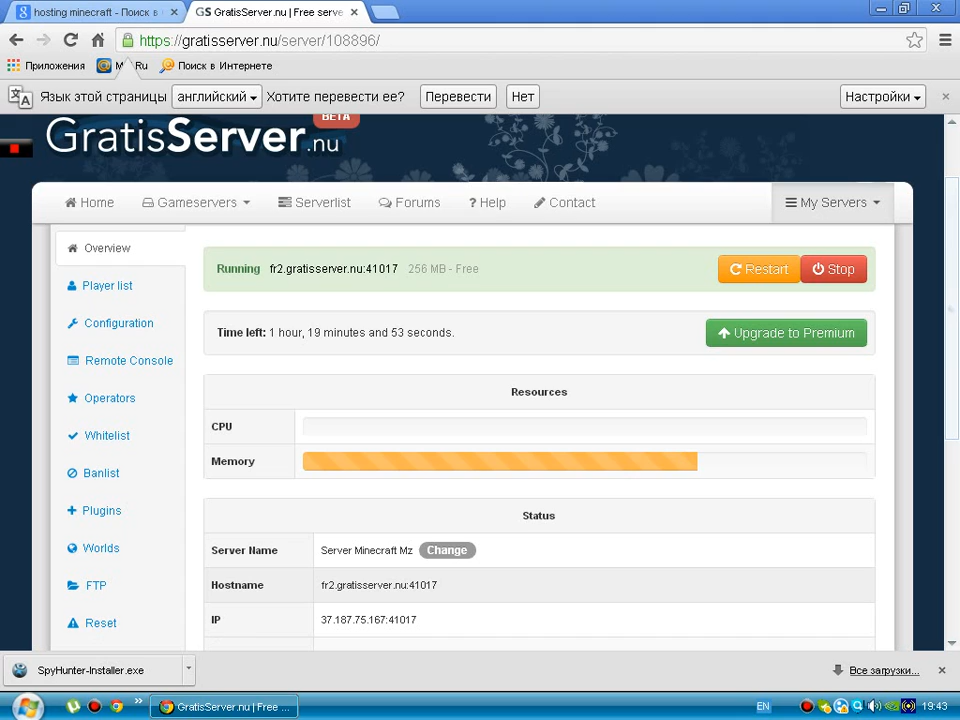 hosting minecraft - Поиск в
GS GratisServer.nu | Free serve
https://gratisserver.nu/server/108896/
Приложения
Ru
Поиск в Интернете
Язык этой страницы
английский
Хотите перевести ее?
Перевести
Нет
Настройки
BETA
GratisServer.nu
Home
Gameservers
Serverlist
Forums
Help
Contact
My Servers
Overview
Player list
Configuration
Remote Console
Operators
Whitelist
Banlist
Plugins
Worlds
FTP
Reset
Running fr2.gratisserver.nu:41017 256 MB - Free
Restart
Stop
Time left: 1 hour, 19 minutes and 53 seconds.
Upgrade to Premium
Resources
CPU
Memory
Status
Server Name
Server Minecraft Mz
Change
Hostname
fr2.gratisserver.nu:41017
IP
37.187.75.167:41017
SpyHunter-Installer.exe
Все загрузки...
GratisServer.nu | Free ...
EN
19:43